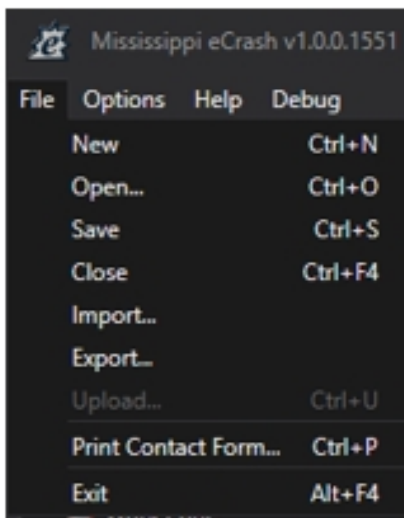 Mississippi eCrash v1.0.0.1551
File Options Help Debug
New Ctrl+N
Open... Ctrl+O
Save Ctrl+S
Close Ctrl+F4
Import...
Export...
Upload... Ctrl+U
Print Contact Form... Ctrl+P
Exit Alt+F4